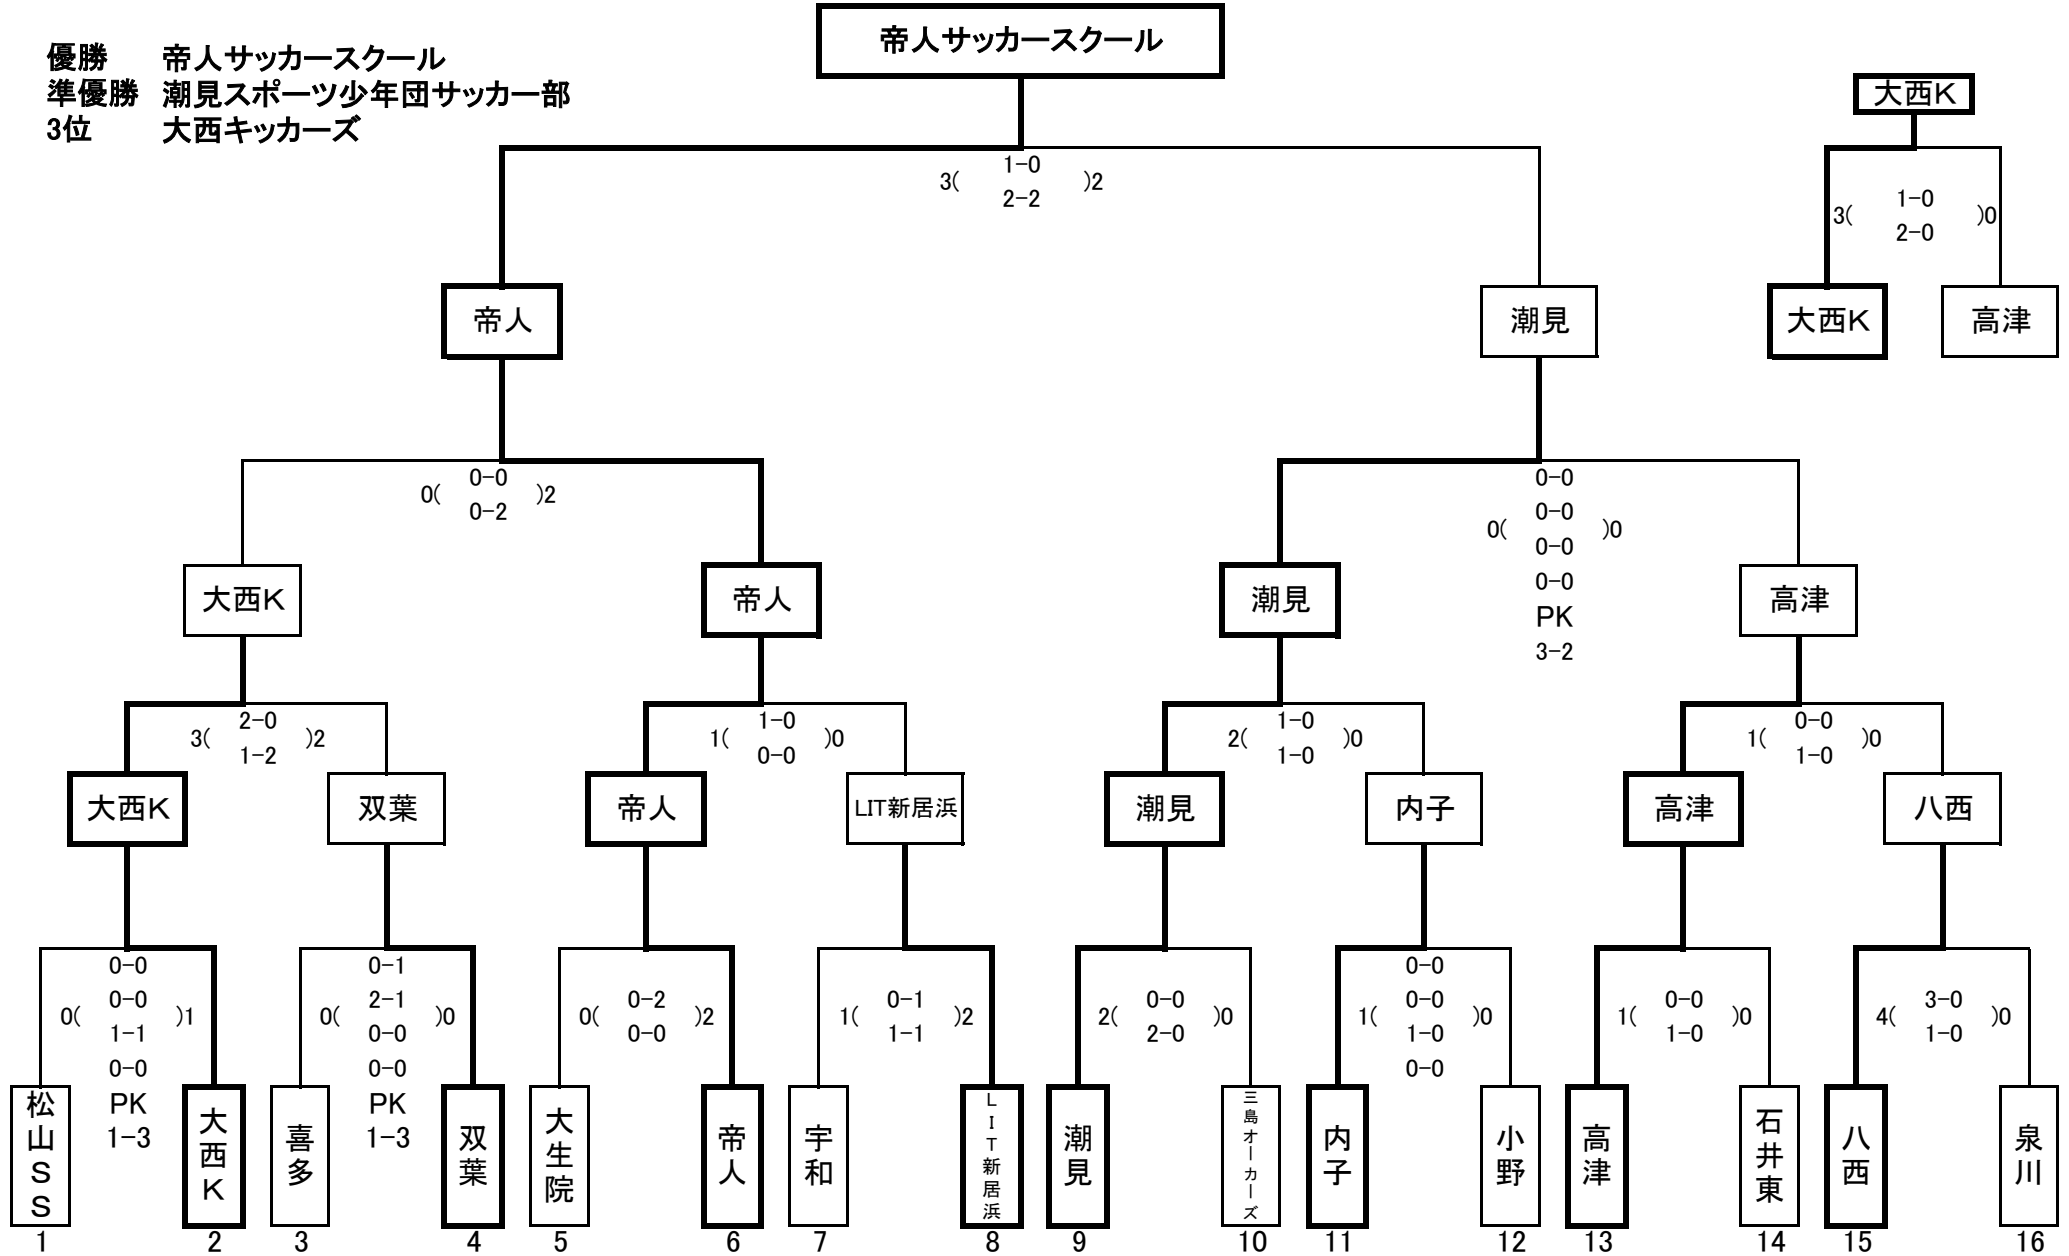 帝人サッカースクール
優勝 帝人サッカースクール
準優勝 潮見スポーツ少年団サッカー部
3位 大西キッカーズ
大西K
1-0
3( )2
2-2
1-0
3( )0
2-0
帝人 潮見 大西K 高津
0-0
0( )2
0-2
0-0
0-0
0( )0
0-0
0-0
PK
3-2
大西K 帝人 潮見 高津
2-0
3( )2
1-2
1-0
1( )0
0-0
1-0
2( )0
1-0
0-0
1( )0
1-0
大西K 双葉 帝人 LIT新居浜 潮見 内子 高津 八西
0-0
0-0
0( )1
1-1
0-0
PK
1-3
0-1
2-1
0( )0
0-0
0-0
PK
1-3
0-2
0( )2
0-0
0-1
1( )2
1-1
0-0
2( )0
2-0
0-0
0-0
1( )0
1-0
0-0
0-0
1( )0
1-0
3-0
4( )0
1-0
松山SS
大西K
喜多
双葉
大生院
帝人
宇和
LIT新居浜
潮見
三島オーカーズ
内子
小野
高津
石井東
八西
泉川
1 2 3 4 5 6 7 8 9 10 11 12 13 14 15 16